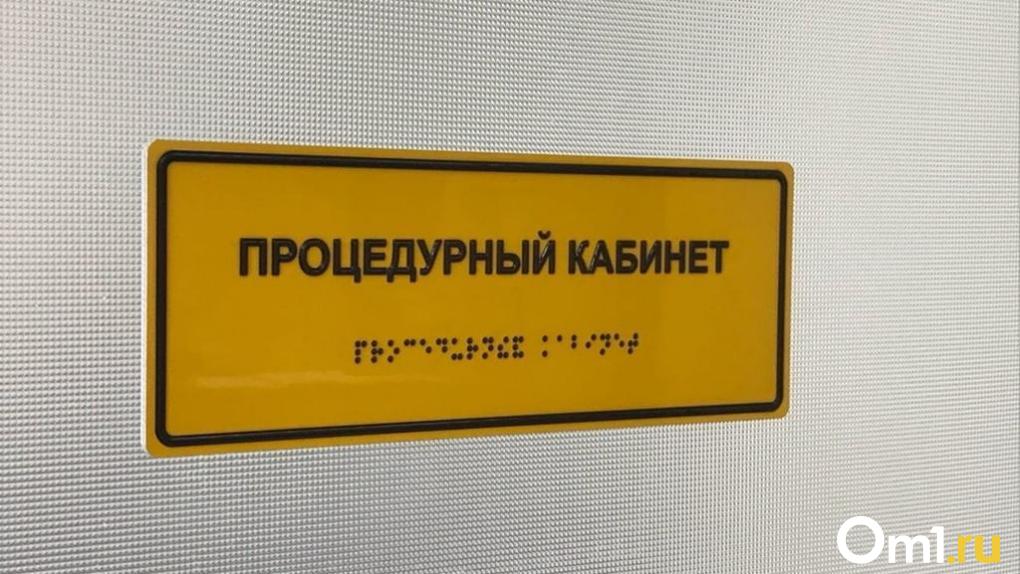 ПРОЦЕДУРНЫЙ КАБИНЕТ
⠏⠗⠕⠉⠑⠙⠥⠗⠝⠮⠯ ⠅⠁⠃⠊⠝⠑⠞
Om1.ru